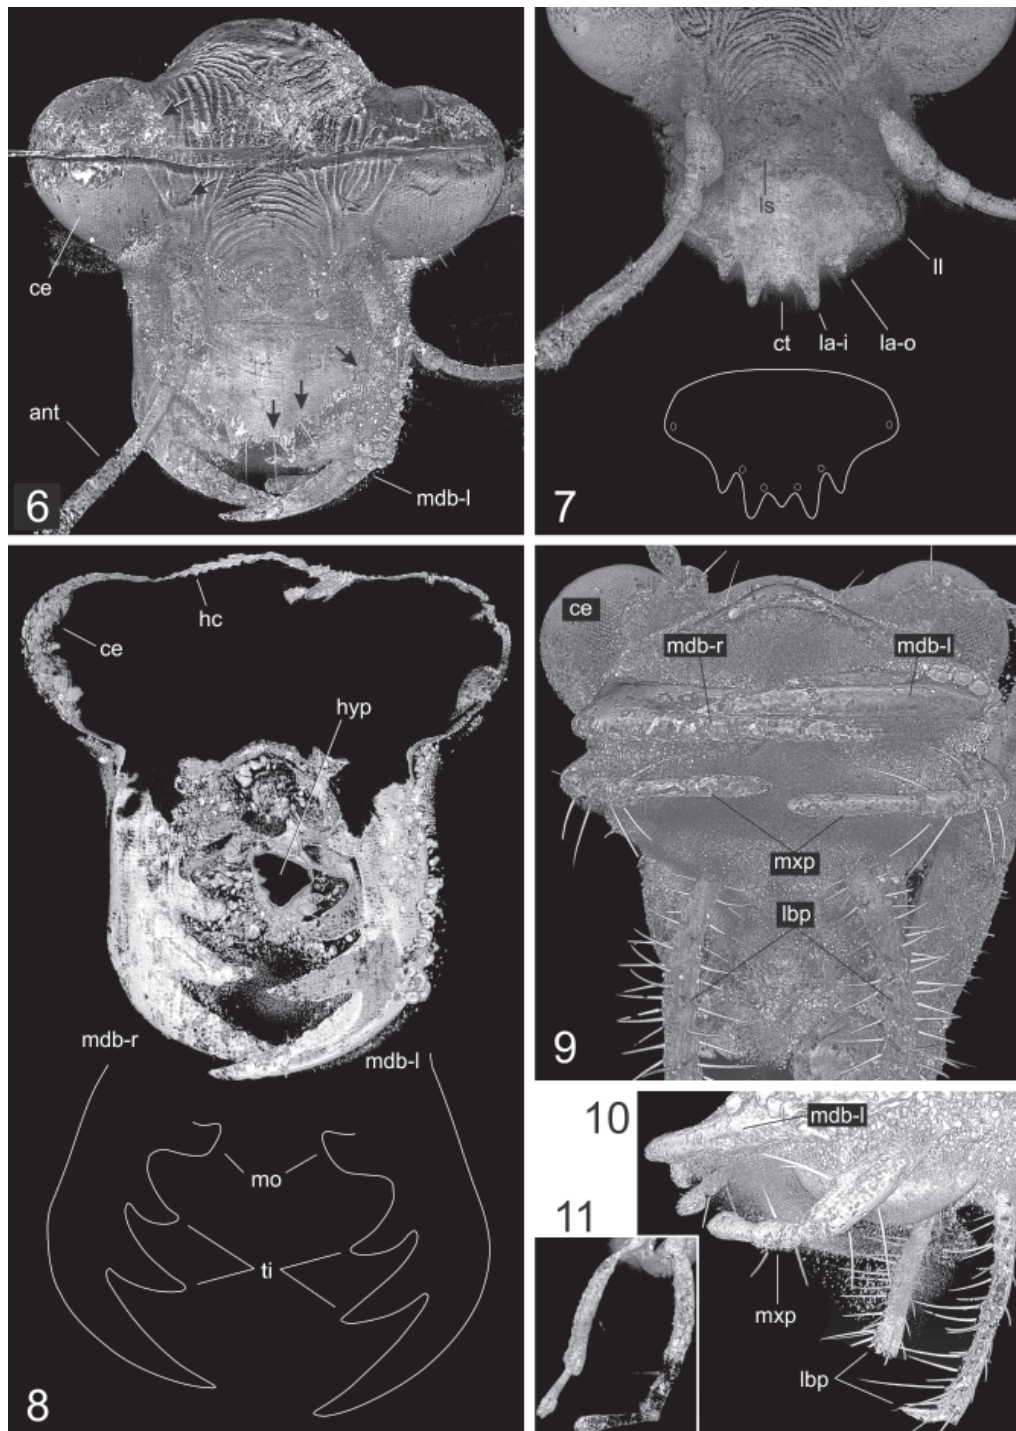 ce
ant
mdb-l
6
ls
ll
ct
la-i
la-o
7
hc
ce
hyp
mdb-r
mdb-l
mo
ti
8
ce
mdb-r
mdb-l
mxp
lbp
9
10
mdb-l
11
mxp
lbp